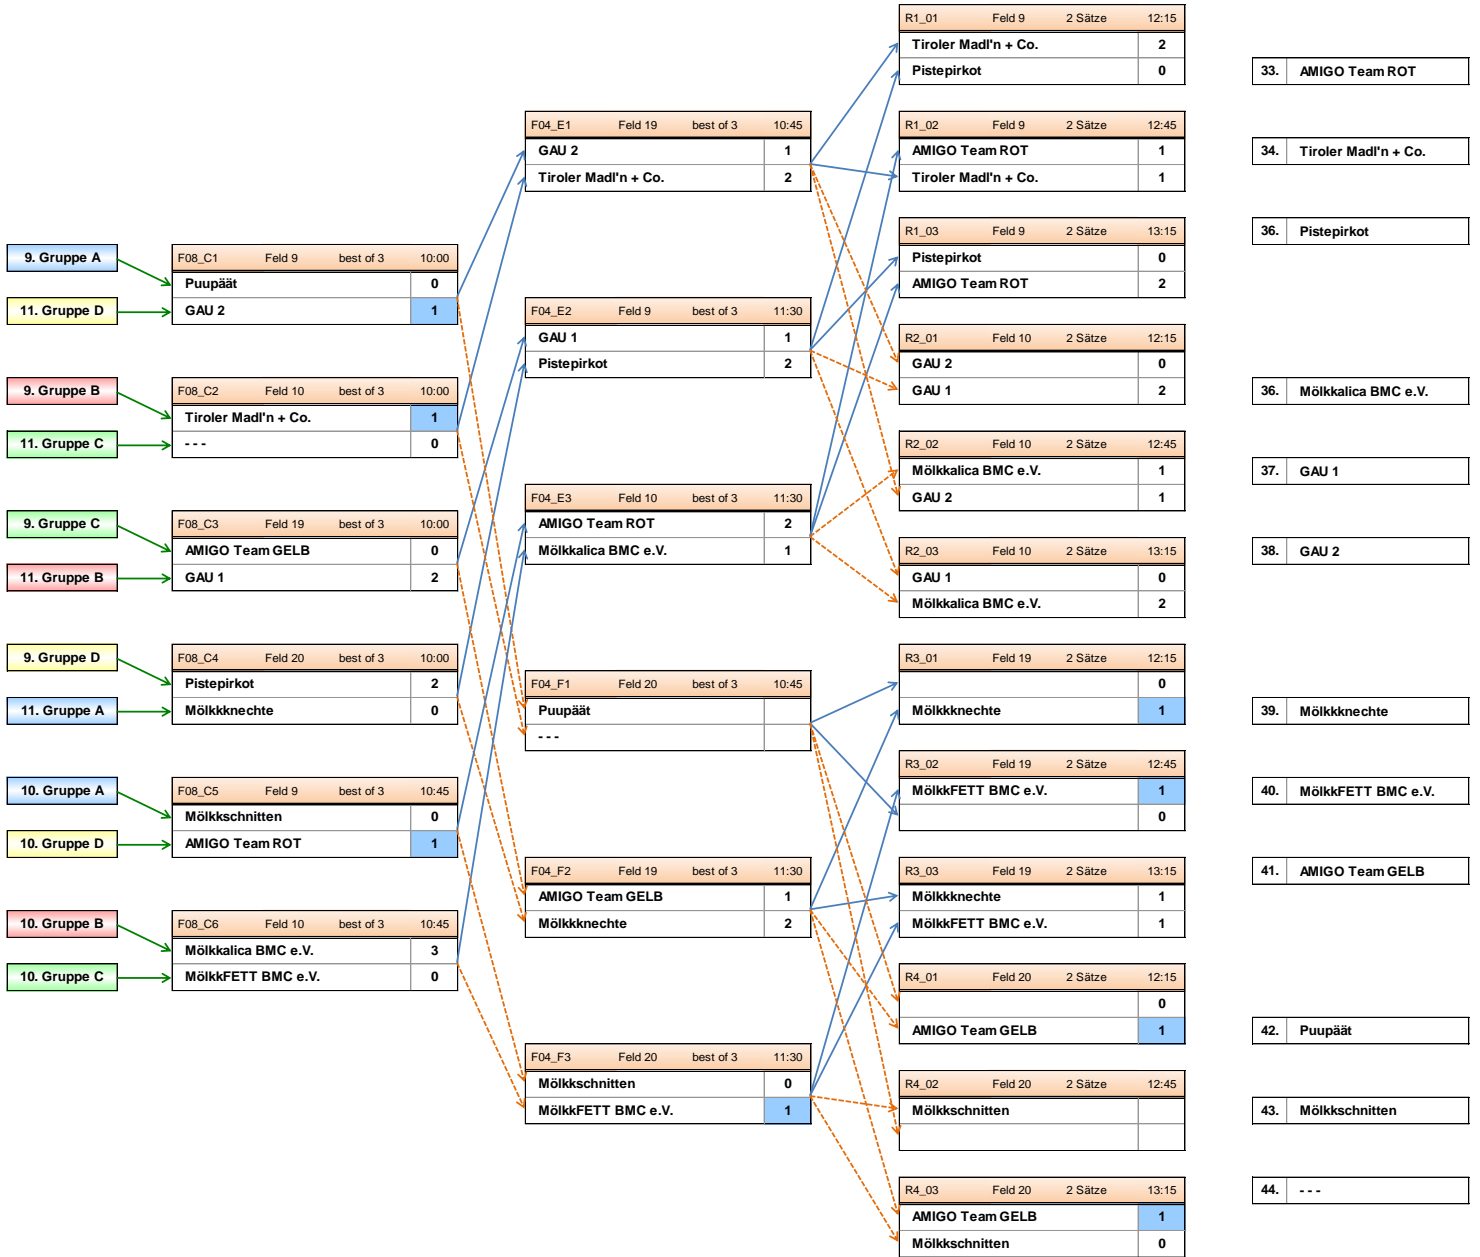 9. Gruppe A
11. Gruppe D
9. Gruppe B
11. Gruppe C
9. Gruppe C
11. Gruppe B
9. Gruppe D
11. Gruppe A
10. Gruppe A
10. Gruppe D
10. Gruppe B
10. Gruppe C
F08_C1 Feld 9 best of 3 10:00
Puupäät 0
GAU 2 1
F08_C2 Feld 10 best of 3 10:00
Tiroler Madl'n + Co. 1
- - - 0
F08_C3 Feld 19 best of 3 10:00
AMIGO Team GELB 0
GAU 1 2
F08_C4 Feld 20 best of 3 10:00
Pistepirkot 2
Mölkkknechte 0
F08_C5 Feld 9 best of 3 10:45
Mölkkschnitten 0
AMIGO Team ROT 1
F08_C6 Feld 10 best of 3 10:45
Mölkkalica BMC e.V. 3
MölkkFETT BMC e.V. 0
F04_E1 Feld 19 best of 3 10:45
GAU 2 1
Tiroler Madl'n + Co. 2
F04_E2 Feld 9 best of 3 11:30
GAU 1 1
Pistepirkot 2
F04_E3 Feld 10 best of 3 11:30
AMIGO Team ROT 2
Mölkkalica BMC e.V. 1
F04_F1 Feld 20 best of 3 10:45
Puupäät
- - -
F04_F2 Feld 19 best of 3 11:30
AMIGO Team GELB 1
Mölkkknechte 2
F04_F3 Feld 20 best of 3 11:30
Mölkkschnitten 0
MölkkFETT BMC e.V. 1
R1_01 Feld 9 2 Sätze 12:15
Tiroler Madl'n + Co. 2
Pistepirkot 0
R1_02 Feld 9 2 Sätze 12:45
AMIGO Team ROT 1
Tiroler Madl'n + Co. 1
R1_03 Feld 9 2 Sätze 13:15
Pistepirkot 0
AMIGO Team ROT 2
R2_01 Feld 10 2 Sätze 12:15
GAU 2 0
GAU 1 2
R2_02 Feld 10 2 Sätze 12:45
Mölkkalica BMC e.V. 1
GAU 2 1
R2_03 Feld 10 2 Sätze 13:15
GAU 1 0
Mölkkalica BMC e.V. 2
R3_01 Feld 19 2 Sätze 12:15
0
Mölkkknechte 1
R3_02 Feld 19 2 Sätze 12:45
MölkkFETT BMC e.V. 1
0
R3_03 Feld 19 2 Sätze 13:15
Mölkkknechte 1
MölkkFETT BMC e.V. 1
R4_01 Feld 20 2 Sätze 12:15
0
AMIGO Team GELB 1
R4_02 Feld 20 2 Sätze 12:45
Mölkkschnitten
R4_03 Feld 20 2 Sätze 13:15
AMIGO Team GELB 1
Mölkkschnitten 0
33. AMIGO Team ROT
34. Tiroler Madl'n + Co.
36. Pistepirkot
36. Mölkkalica BMC e.V.
37. GAU 1
38. GAU 2
39. Mölkkknechte
40. MölkkFETT BMC e.V.
41. AMIGO Team GELB
42. Puupäät
43. Mölkkschnitten
44. - - -